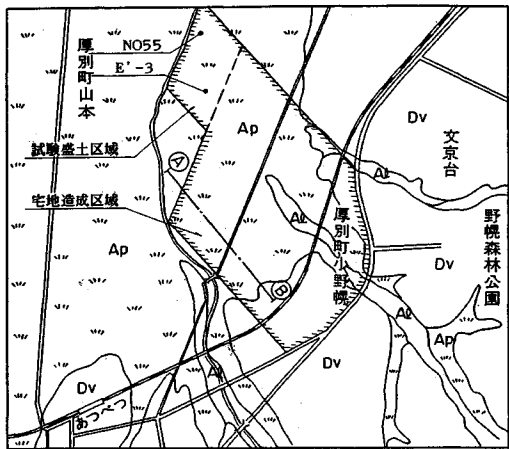 NO55
E'-3
厚別町山本
試験盛土区域
宅地造成区域
Ⓐ
Ⓑ
Ap
Ap
Al
厚別町小野幌
Al
Dv
文京台
野幌森林公園
Dv
Al
Ap
Dv
Dv
あつべつ
Al